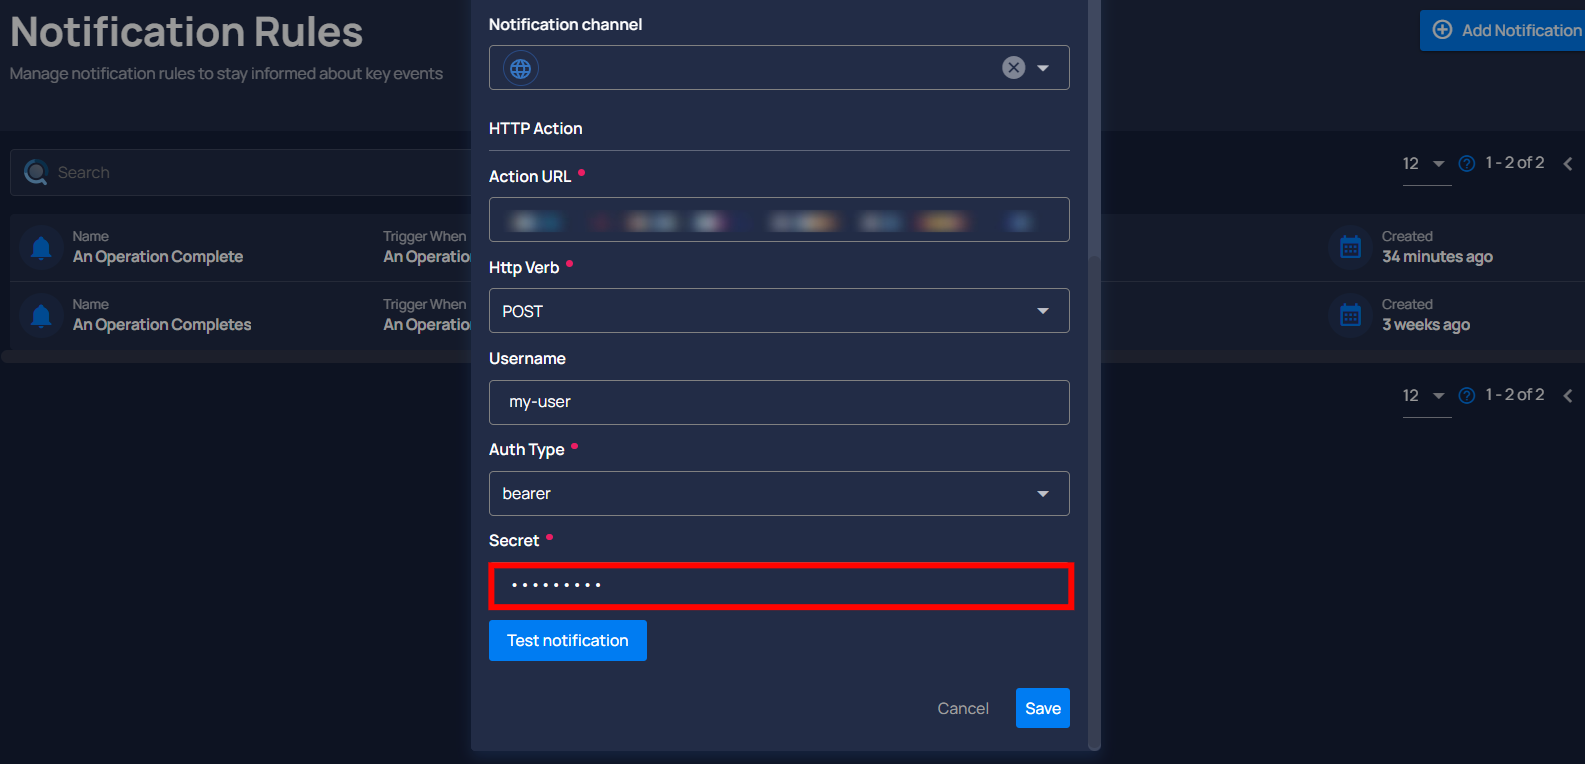 Notification Rules
Manage notification rules to stay informed about key events
Add Notification
Search
12
1 - 2 of 2
Name
An Operation Complete
Trigger When
An Operatio
Created
34 minutes ago
Name
An Operation Completes
Trigger When
An Operatio
Created
3 weeks ago
12
1 - 2 of 2
Notification channel
HTTP Action
Action URL
Http Verb
POST
Username
my-user
Auth Type
bearer
Secret
Test notification
Cancel
Save